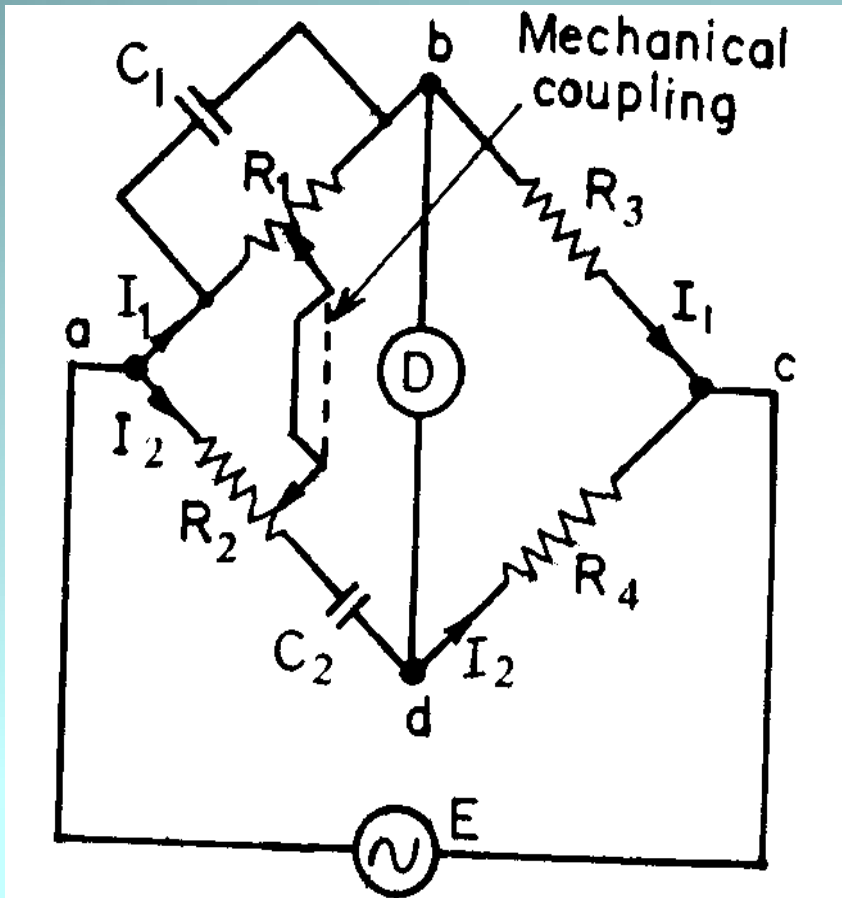 Mechanical
coupling
b
C₁
R₁
R₃
I₁
I₁
a
c
D
I₂
R₂
R₄
C₂
I₂
d
E